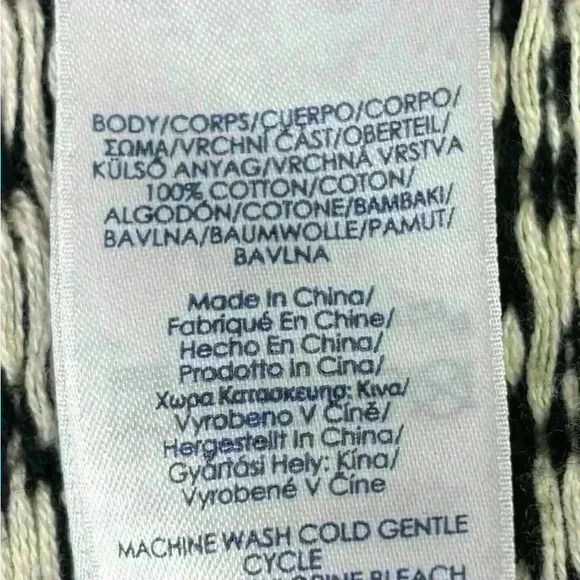 BODY/CORPS/CUERPO/CORPO/
ΣΩΜΑ/VRCHNÍ ČÁST/OBERTEIL/
KÜLSŐ ANYAG/VRCHNÁ VRSTVA
100% COTTON/COTON/
ALGODÓN/COTONE/BAMBAKI/
BAVLNA/BAUMWOLLE/PAMUT/
BAVLNA
Made In China/
Fabriqué En Chine/
Hecho En China/
Prodotto In Cina/
Χωρα Κατασκευης: Κινα/
Vyrobeno V Číně/
Hergestellt In China/
Gyártási Hely: Kína/
Vyrobené V Číne
MACHINE WASH COLD GENTLE
CYCLE
BLEACH